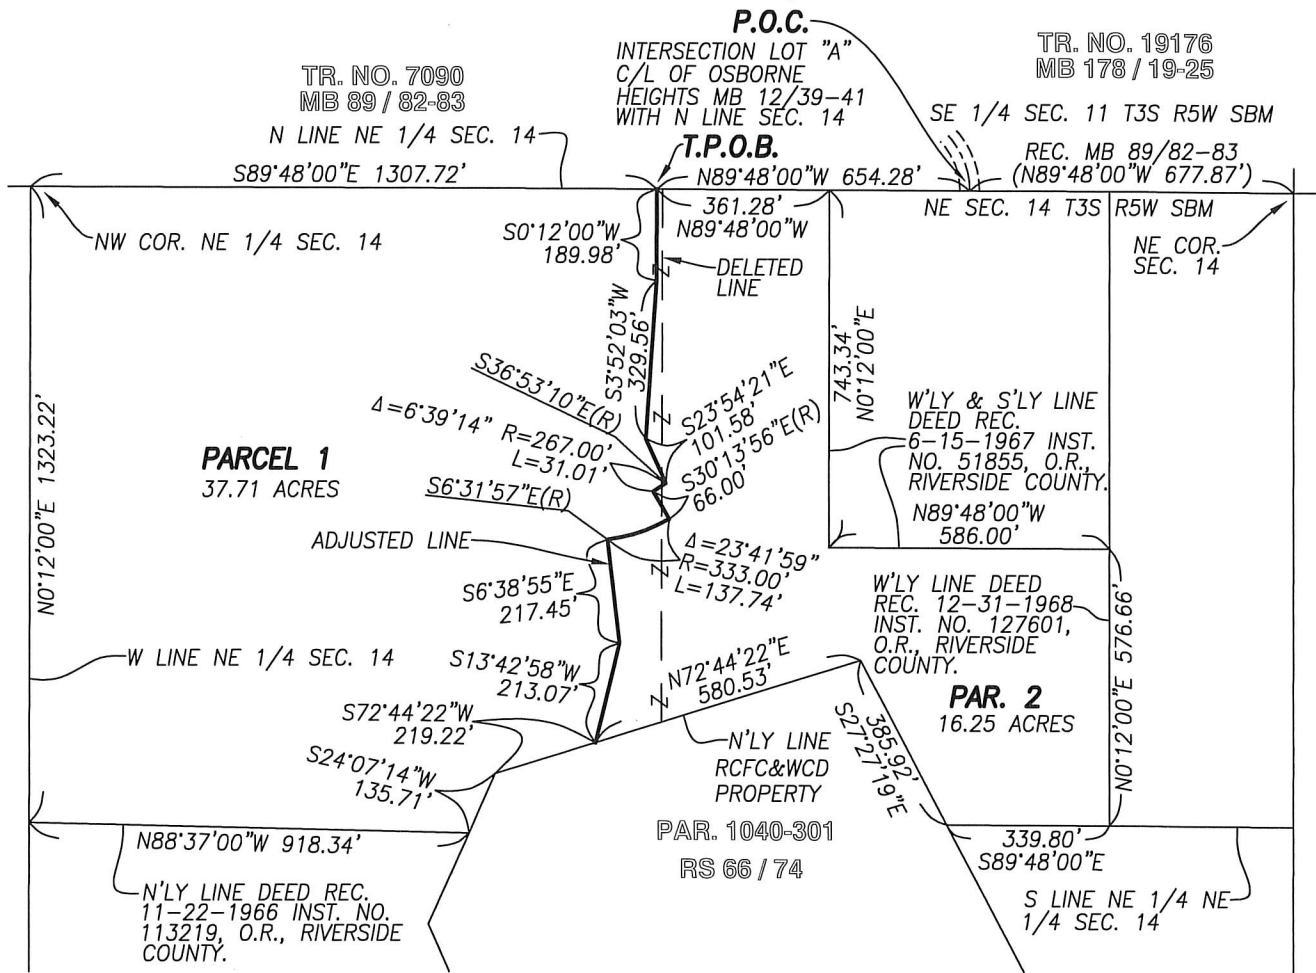 P.O.C.
INTERSECTION LOT "A"
C/L OF OSBORNE
HEIGHTS MB 12/39-41
WITH N LINE SEC. 14
TR. NO. 7090
MB 89 / 82-83
TR. NO. 19176
MB 178 / 19-25
SE 1/4 SEC. 11 T3S R5W SBM
N LINE NE 1/4 SEC. 14
T.P.O.B.
REC. MB 89/82-83
(N89°48'00"W 677.87')
S89°48'00"E 1307.72'
N89°48'00"W 654.28'
361.28'
N89°48'00"W
NE SEC. 14 T3S R5W SBM
NW COR. NE 1/4 SEC. 14
S0°12'00"W
189.98'
NE COR.
SEC. 14
DELETED
LINE
S3°52'03"W
329.56'
743.34'
N0°12'00"E
S36°53'10"E(R)
Δ=6°39'14" R=267.00'
L=31.01'
S23°54'21"E
101.58'
S30°13'56"E(R)
66.00'
W'LY & S'LY LINE
DEED REC.
6-15-1967 INST.
NO. 51855, O.R.,
RIVERSIDE COUNTY.
N0°12'00"E 1323.22'
PARCEL 1
37.71 ACRES
S6°31'57"E(R)
N89°48'00"W
586.00'
ADJUSTED LINE
Δ=23°41'59"
R=333.00'
L=137.74'
S6°38'55"E
217.45'
W'LY LINE DEED
REC. 12-31-1968
INST. NO. 127601,
O.R., RIVERSIDE
COUNTY.
N0°12'00"E 576.66'
W LINE NE 1/4 SEC. 14
S13°42'58"W
213.07'
N72°44'22"E
580.53'
PAR. 2
16.25 ACRES
S72°44'22"W
219.22'
385.92'
S27°27'19"E
S24°07'14"W
135.71'
N'LY LINE
RCFC&WCD
PROPERTY
PAR. 1040-301
RS 66 / 74
N88°37'00"W 918.34'
339.80'
S89°48'00"E
N'LY LINE DEED REC.
11-22-1966 INST. NO.
113219, O.R., RIVERSIDE
COUNTY.
S LINE NE 1/4 NE
1/4 SEC. 14
Z
Z
Z
Z